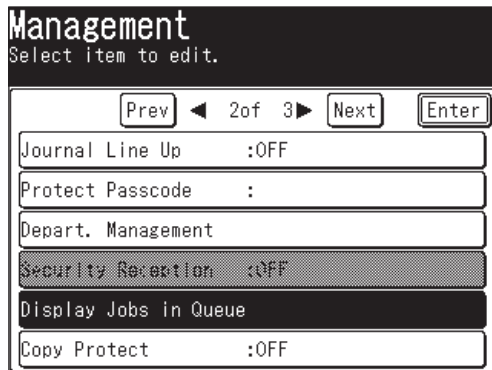 Management
Select item to edit.
Prev ◀ 2of 3▶ Next Enter
Journal Line Up :OFF
Protect Passcode :
Depart. Management
Security Reception :OFF
Display Jobs in Queue
Copy Protect :OFF